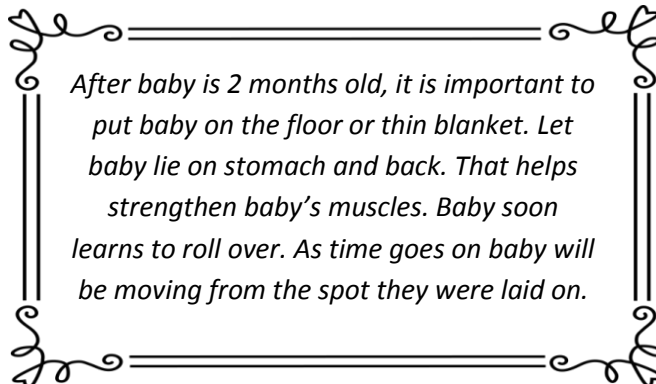 After baby is 2 months old, it is important to
put baby on the floor or thin blanket. Let
baby lie on stomach and back. That helps
strengthen baby’s muscles. Baby soon
learns to roll over. As time goes on baby will
be moving from the spot they were laid on.